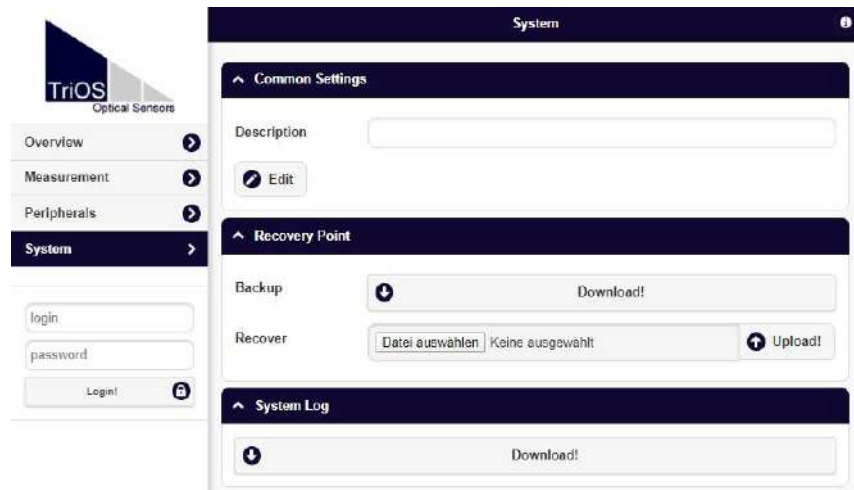 TriOS
Optical Sensors
Overview
Measurement
Peripherals
System
login
password
Login!
System
Common Settings
Description
Edit
Recovery Point
Backup
Download!
Recover
Datei auswählen Keine ausgewählt
Upload!
System Log
Download!